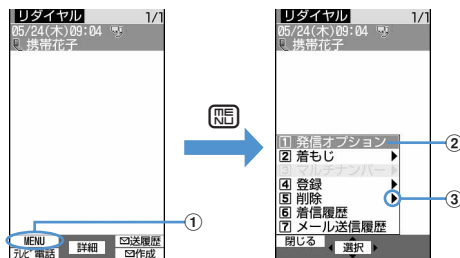 リダイヤル 1/1
05/24(木)09:04
携帯花子
MENU
テレビ電話
詳細
送履歴
作成
①
MENU
リダイヤル 1/1
05/24(木)09:04
携帯花子
1 発信オプション
2 着もじ
3 マルチナンバー
4 登録
5 削除
6 着信履歴
7 メール送信履歴
閉じる
選択
②
③